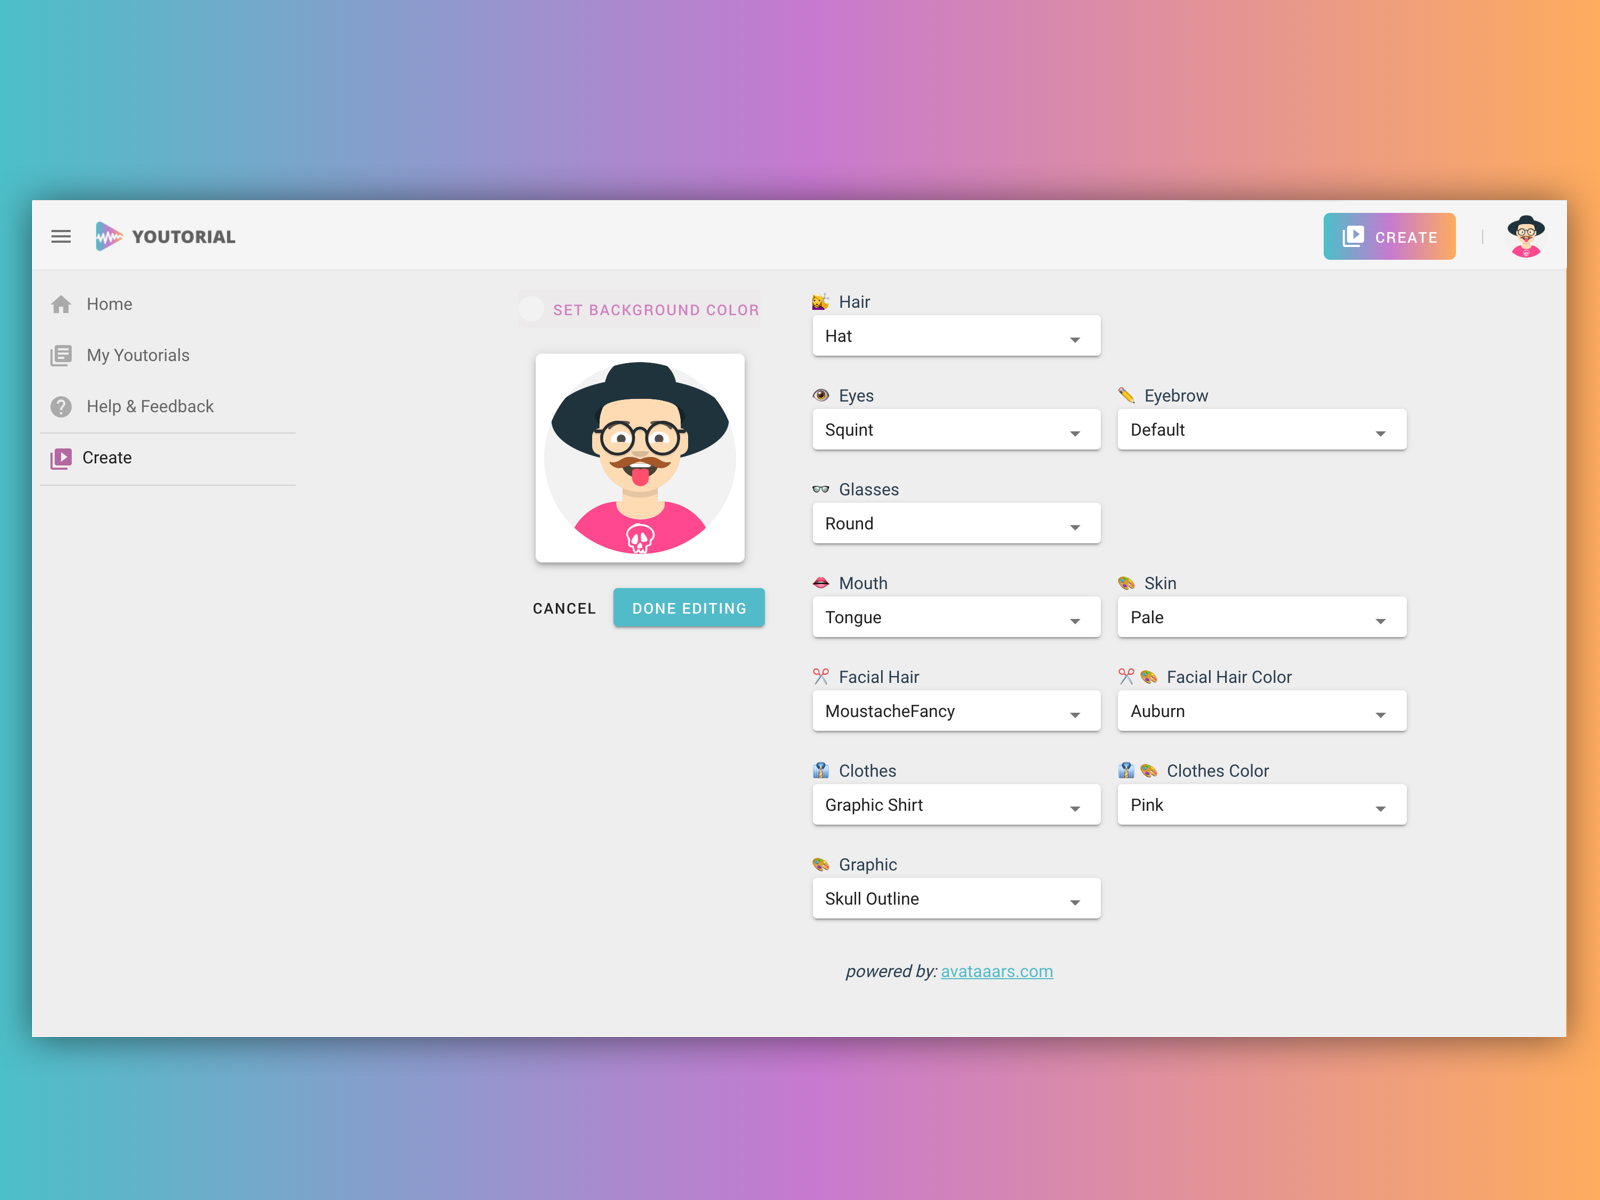 YOUTORIAL
CREATE
Home
My Youtorials
Help & Feedback
Create
SET BACKGROUND COLOR
CANCEL
DONE EDITING
Hair
Hat
Eyes
Squint
Eyebrow
Default
Glasses
Round
Mouth
Tongue
Skin
Pale
Facial Hair
MoustacheFancy
Facial Hair Color
Auburn
Clothes
Graphic Shirt
Clothes Color
Pink
Graphic
Skull Outline
powered by: avataaars.com